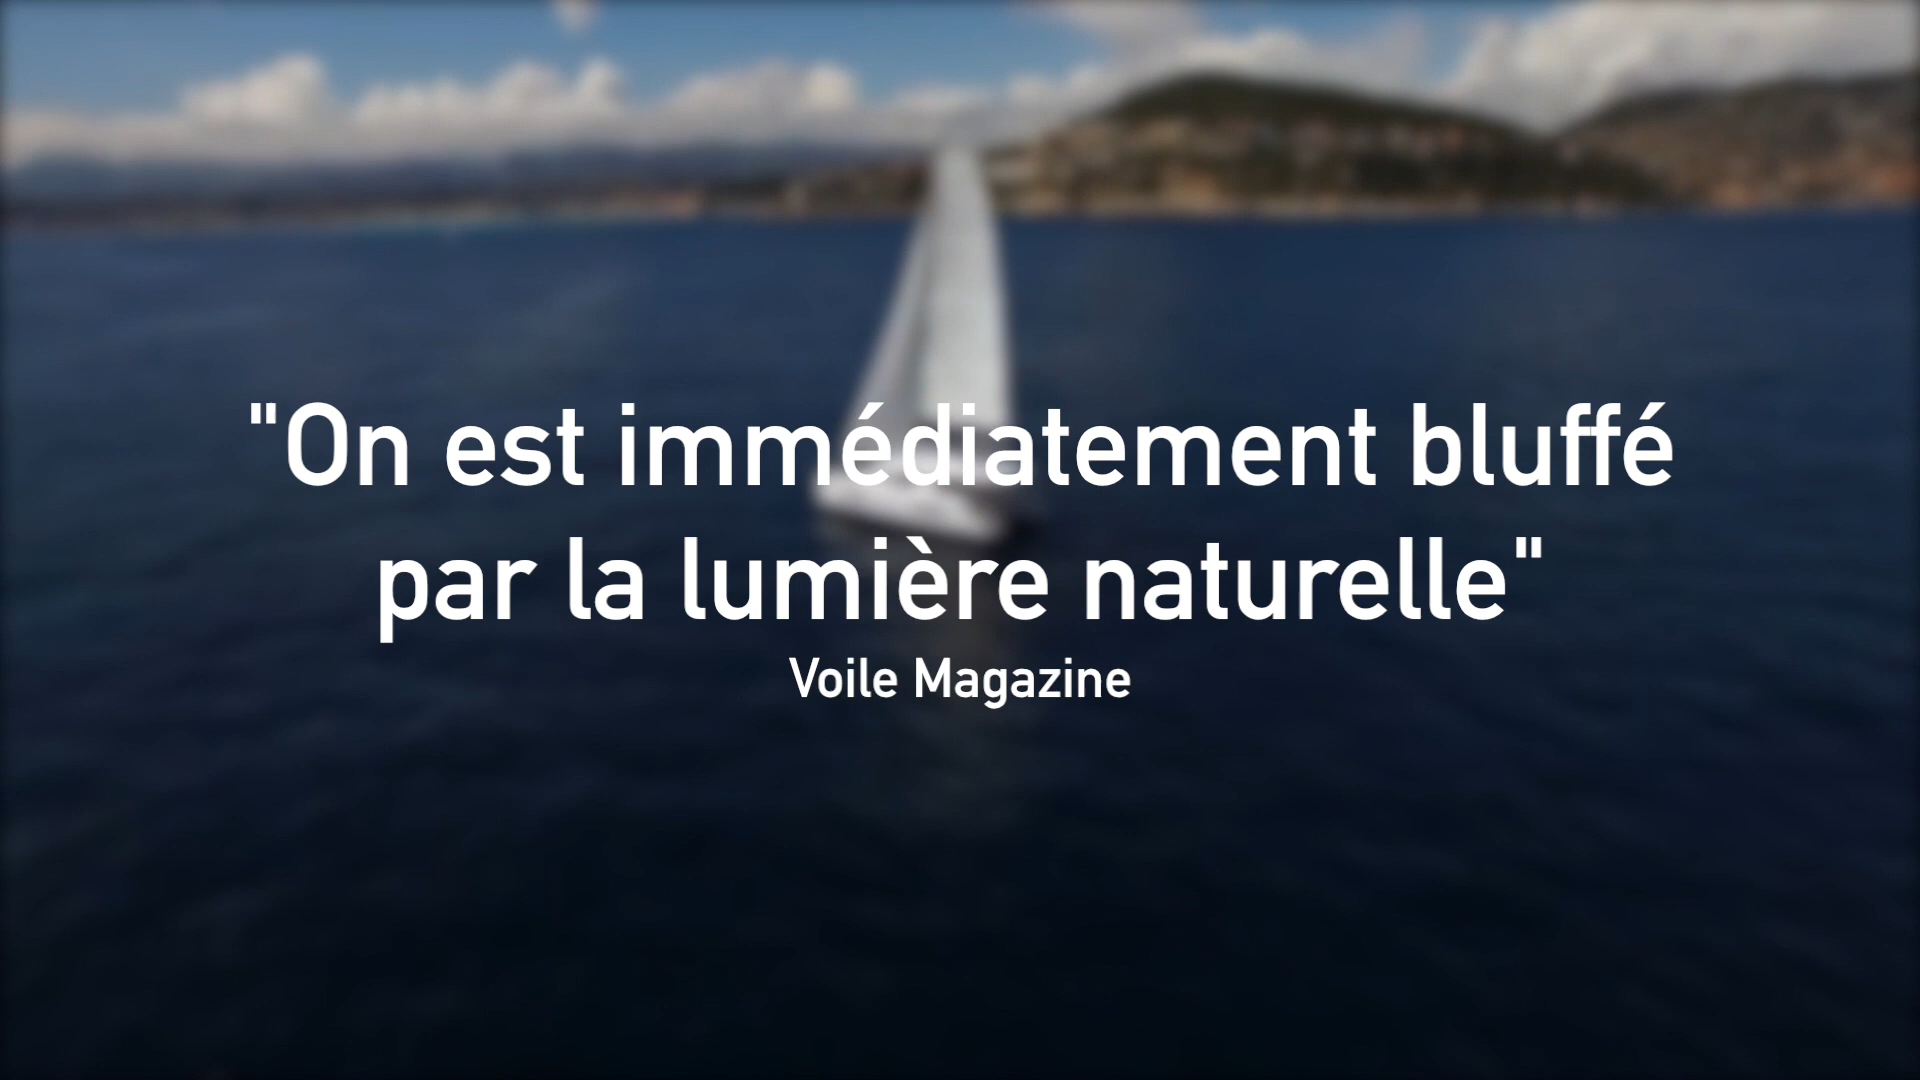 "On est immédiatement bluffé
par la lumière naturelle"
Voile Magazine